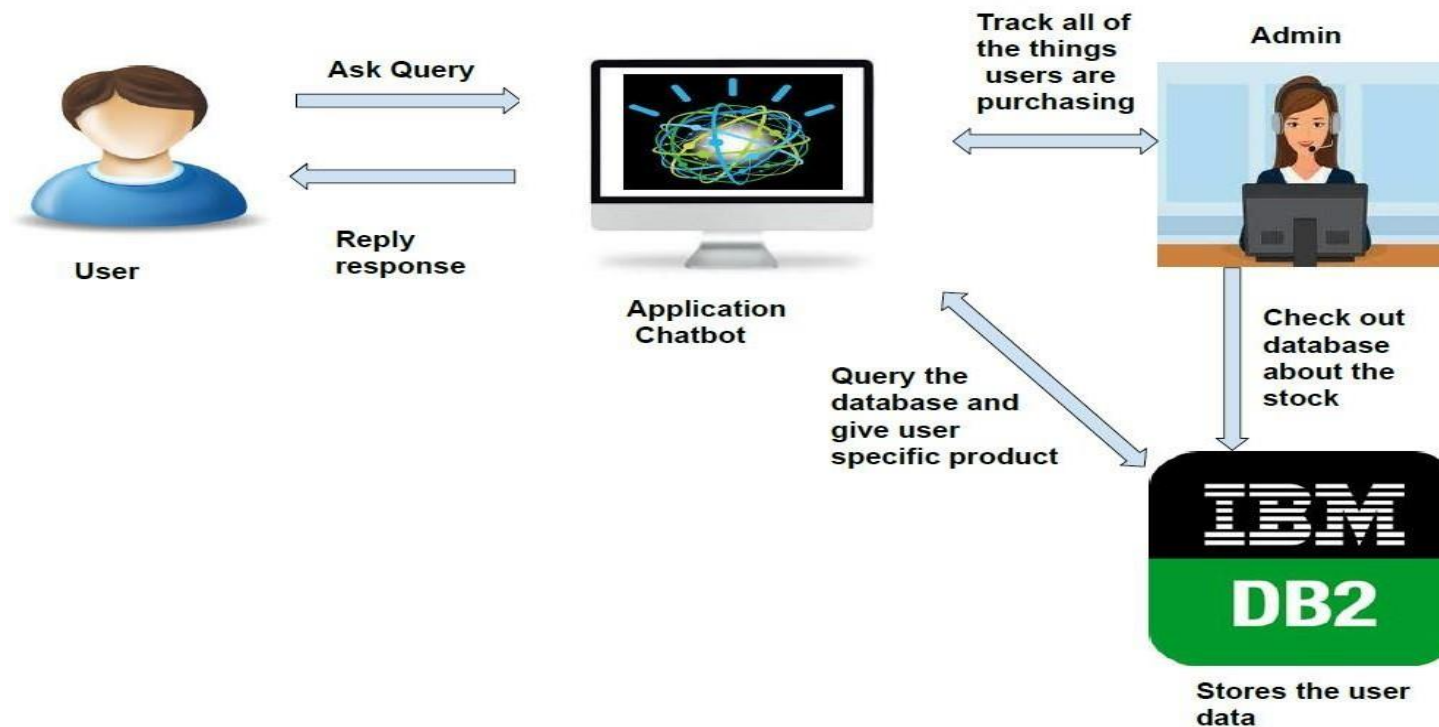 Ask Query
Reply
response
User
Application
Chatbot
Track all of
the things
users are
purchasing
Admin
Check out
database
about the
stock
Query the
database and
give user
specific product
IBM
DB2
Stores the user
data